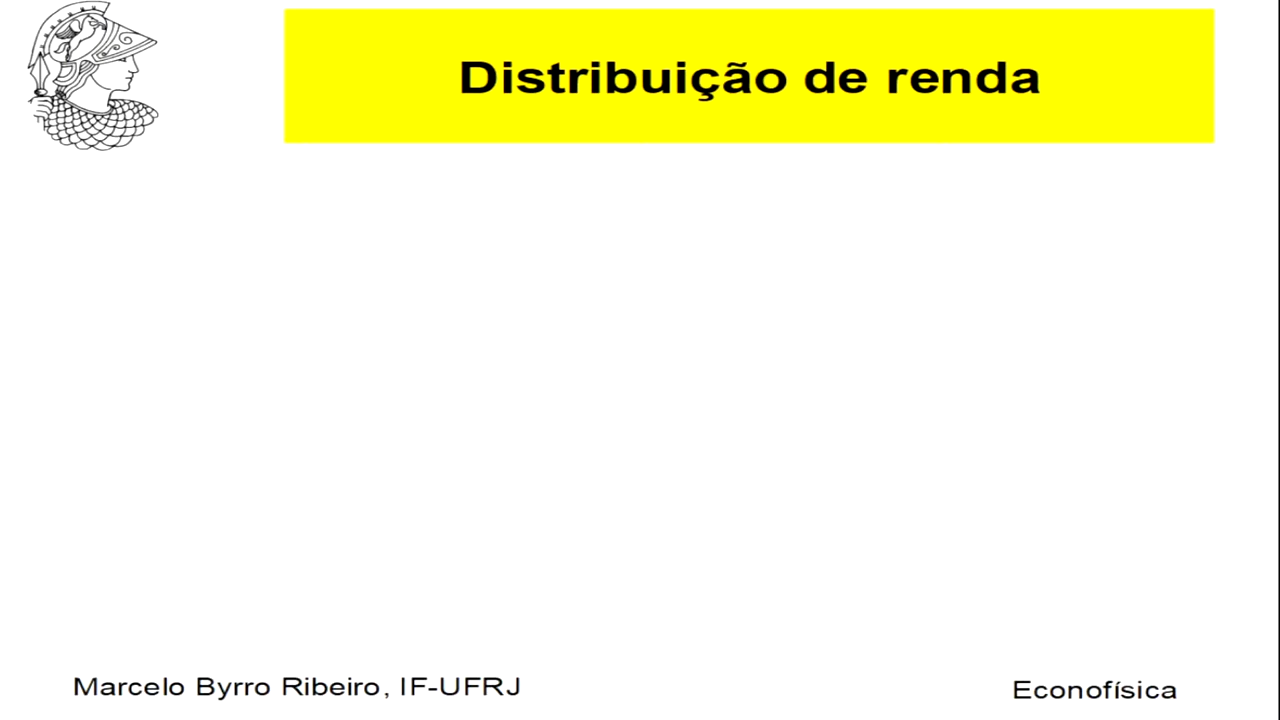 Distribuição de renda
Marcelo Byrro Ribeiro, IF-UFRJ
Econofísica